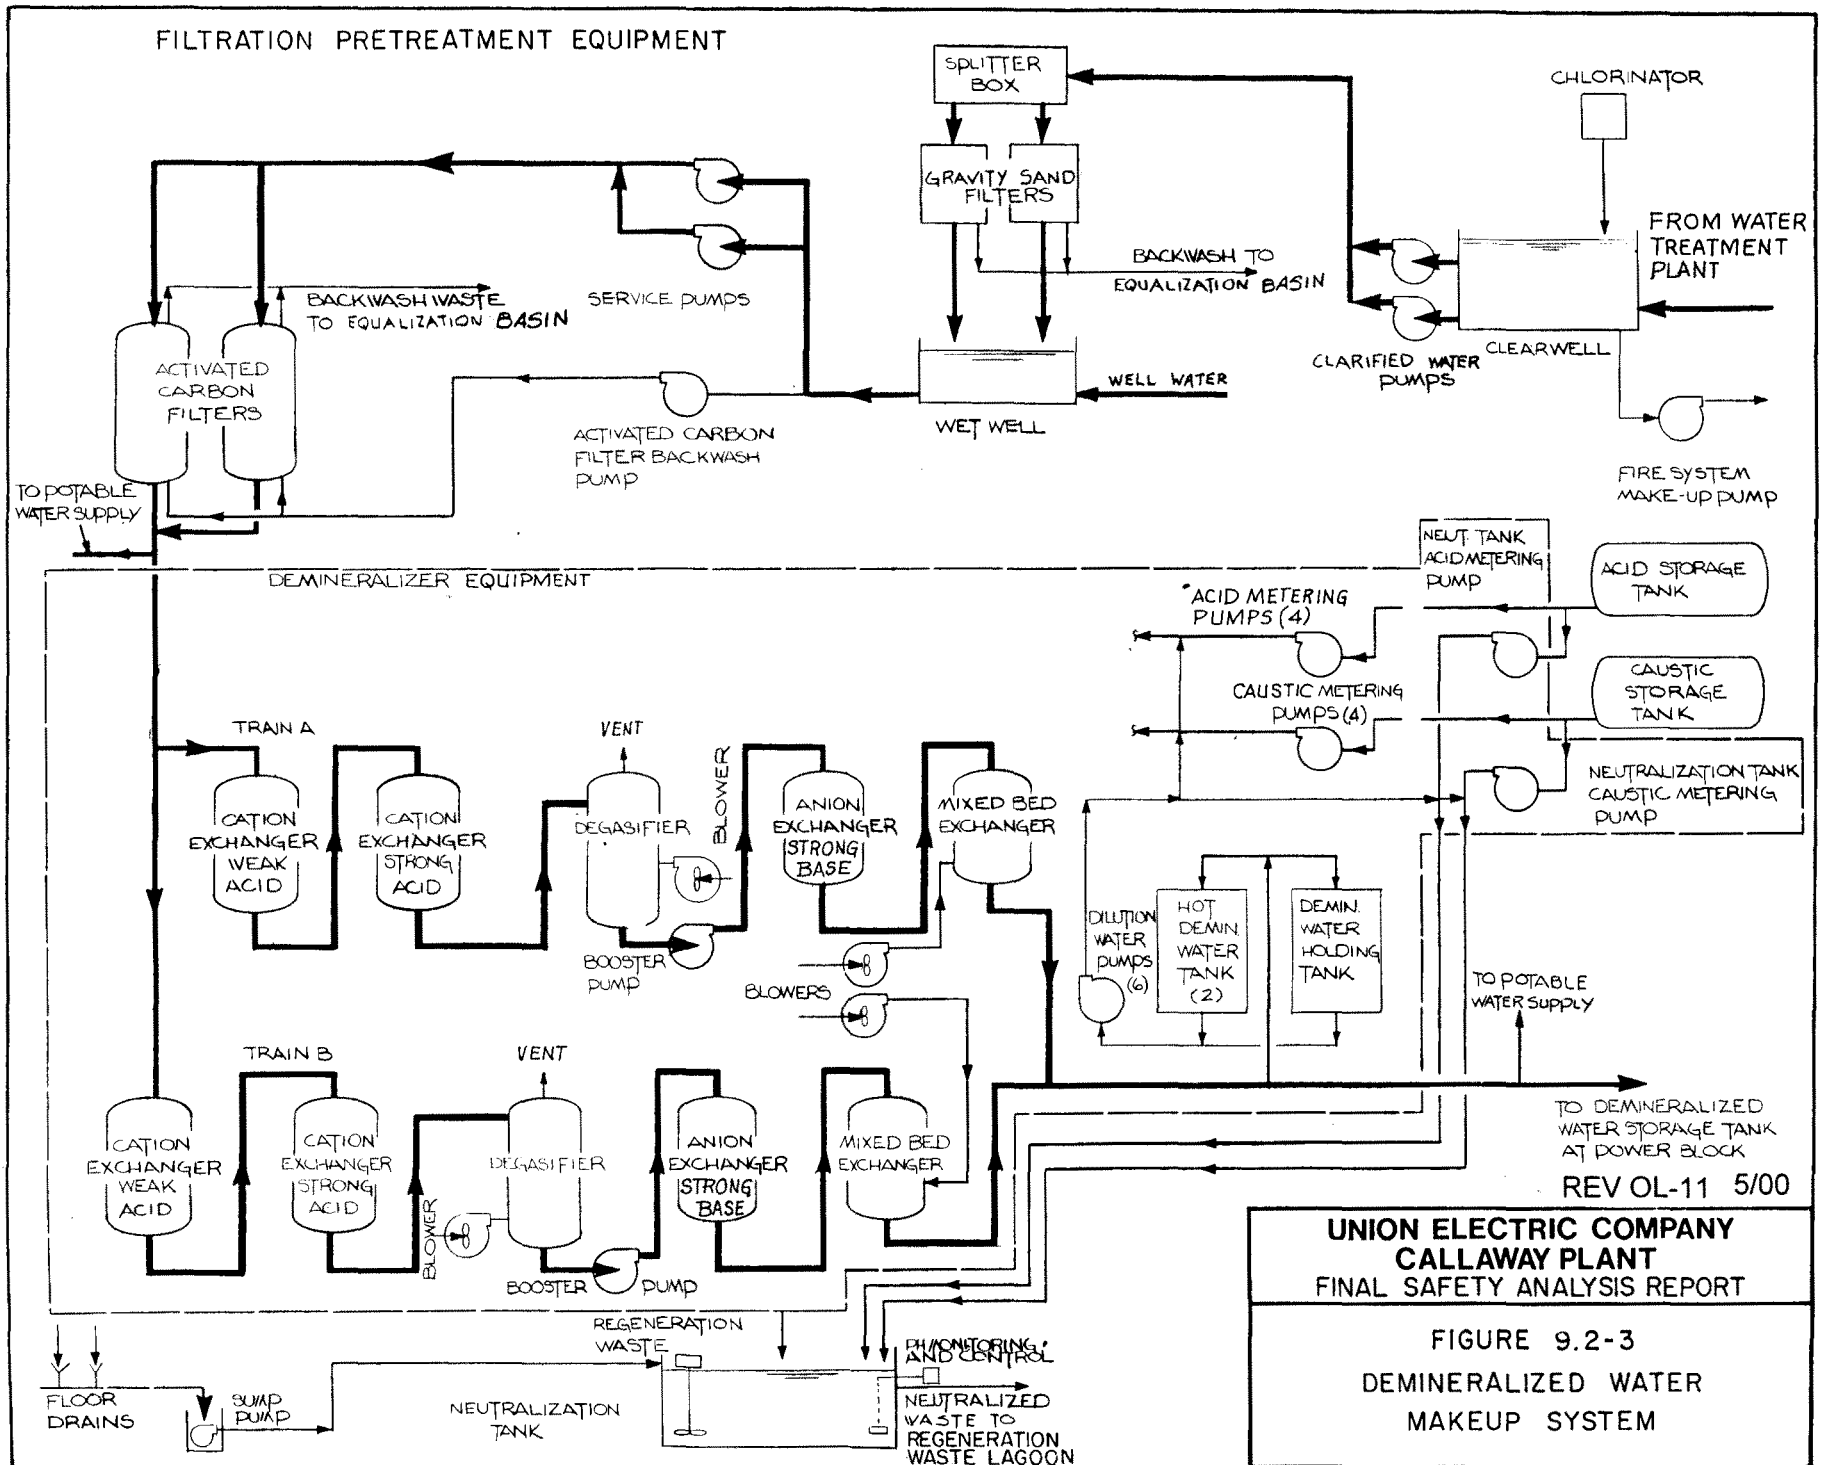 FILTRATION PRETREATMENT EQUIPMENT
SPLITTER
BOX
CHLORINATOR
GRAVITY SAND
FILTERS
FROM WATER
TREATMENT
PLANT
BACKWASH TO
EQUALIZATION BASIN
BACKWASH WASTE
TO EQUALIZATION BASIN
SERVICE PUMPS
CLEARWELL
CLARIFIED WATER
PUMPS
ACTIVATED
CARBON
FILTERS
WELL WATER
WET WELL
ACTIVATED CARBON
FILTER BACKWASH
PUMP
FIRE SYSTEM
MAKE-UP PUMP
TO POTABLE
WATER SUPPLY
DEMINERALIZER EQUIPMENT
NEUT. TANK
ACID METERING
PUMP
ACID STORAGE
TANK
ACID METERING
PUMPS (4)
CAUSTIC
STORAGE
TANK
CAUSTIC METERING
PUMPS (4)
NEUTRALIZATION TANK
CAUSTIC METERING
PUMP
TRAIN A
VENT
BLOWER
CATION
EXCHANGER
WEAK
ACID
CATION
EXCHANGER
STRONG
ACID
DEGASIFIER
ANION
EXCHANGER
STRONG
BASE
MIXED BED
EXCHANGER
BOOSTER
PUMP
BLOWERS
DILUTION
WATER
PUMPS
(6)
HOT
DEMIN.
WATER
TANK
(2)
DEMIN.
WATER
HOLDING
TANK
TO POTABLE
WATER SUPPLY
TRAIN B
VENT
CATION
EXCHANGER
WEAK
ACID
CATION
EXCHANGER
STRONG
ACID
BLOWER
DEGASIFIER
ANION
EXCHANGER
STRONG
BASE
MIXED BED
EXCHANGER
BOOSTER PUMP
TO DEMINERALIZED
WATER STORAGE TANK
AT POWER BLOCK
REV OL-11 5/00
UNION ELECTRIC COMPANY
CALLAWAY PLANT
FINAL SAFETY ANALYSIS REPORT
FIGURE 9.2-3
DEMINERALIZED WATER
MAKEUP SYSTEM
REGENERATION
WASTE
PH MONITORING
AND CONTROL
FLOOR
DRAINS
SUMP
PUMP
NEUTRALIZATION
TANK
NEUTRALIZED
WASTE TO
REGENERATION
WASTE LAGOON